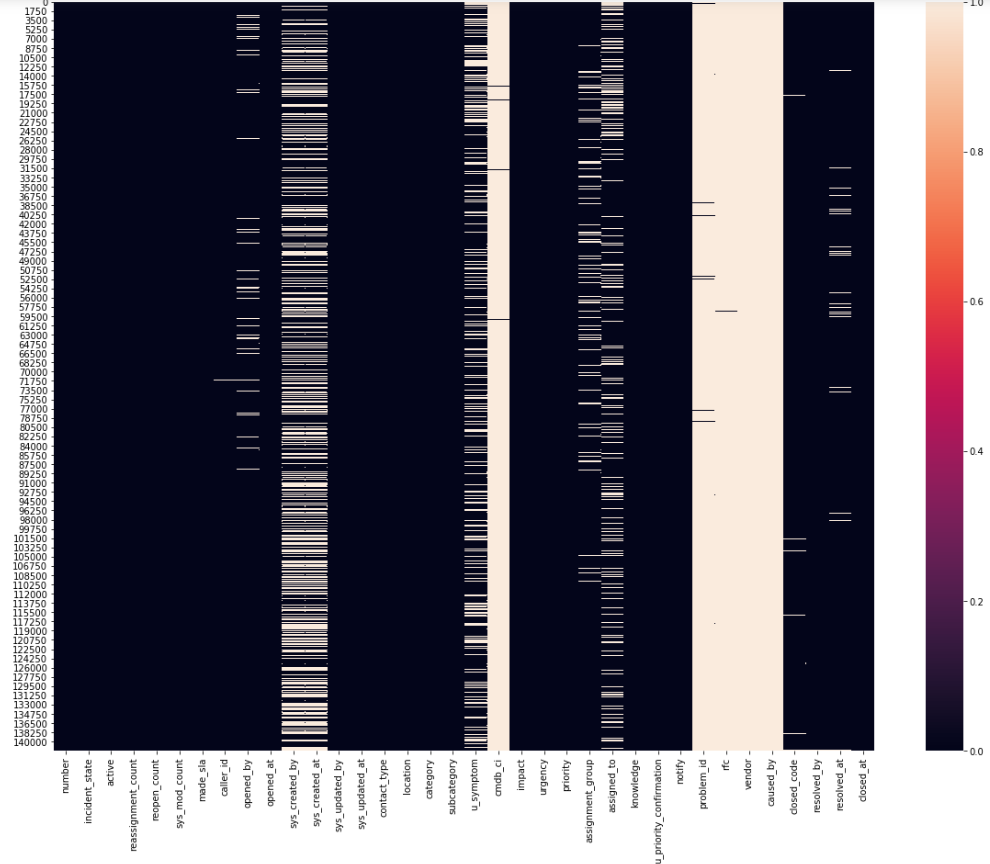 0
1750
3500
5250
7000
8750
10500
12250
14000
15750
17500
19250
21000
22750
24500
26250
28000
29750
31500
33250
35000
36750
38500
40250
42000
43750
45500
47250
49000
50750
52500
54250
56000
57750
59500
61250
63000
64750
66500
68250
70000
71750
73500
75250
77000
78750
80500
82250
84000
85750
87500
89250
91000
92750
94500
96250
98000
99750
101500
103250
105000
106750
108500
110250
112000
113750
115500
117250
119000
120750
122500
124250
126000
127750
129500
131250
133000
134750
136500
138250
140000
number
incident_state
active
reassignment_count
reopen_count
sys_mod_count
made_sla
caller_id
opened_by
opened_at
sys_created_by
sys_created_at
sys_updated_by
sys_updated_at
contact_type
location
category
subcategory
u_symptom
cmdb_ci
impact
urgency
priority
assignment_group
assigned_to
knowledge
u_priority_confirmation
notify
problem_id
rfc
vendor
caused_by
closed_code
resolved_by
resolved_at
closed_at
1.0
0.8
0.6
0.4
0.2
0.0